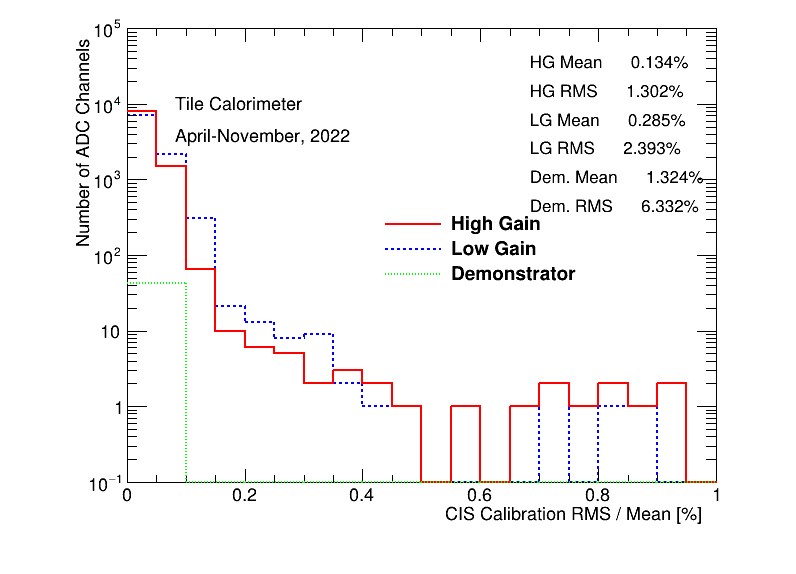 Number of ADC Channels
10^5
10^4
10^3
10^2
10
1
10^−1
Tile Calorimeter
April-November, 2022
HG Mean 0.134%
HG RMS 1.302%
LG Mean 0.285%
LG RMS 2.393%
Dem. Mean 1.324%
Dem. RMS 6.332%
High Gain
Low Gain
Demonstrator
0 0.2 0.4 0.6 0.8 1
CIS Calibration RMS / Mean [%]